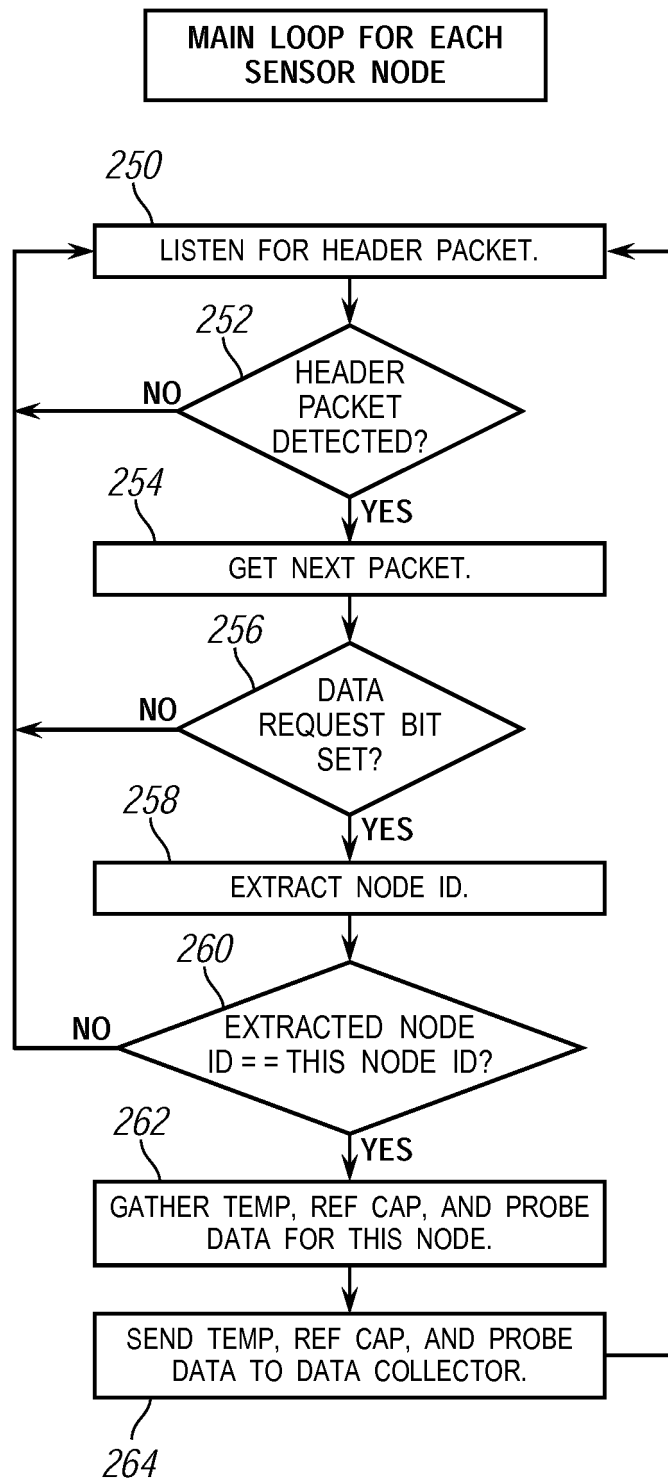 MAIN LOOP FOR EACH
SENSOR NODE
250
LISTEN FOR HEADER PACKET.
252
HEADER
PACKET
DETECTED?
NO
YES
254
GET NEXT PACKET.
256
DATA
REQUEST BIT
SET?
NO
YES
258
EXTRACT NODE ID.
260
EXTRACTED NODE
ID = = THIS NODE ID?
NO
YES
262
GATHER TEMP, REF CAP, AND PROBE
DATA FOR THIS NODE.
SEND TEMP, REF CAP, AND PROBE
DATA TO DATA COLLECTOR.
264